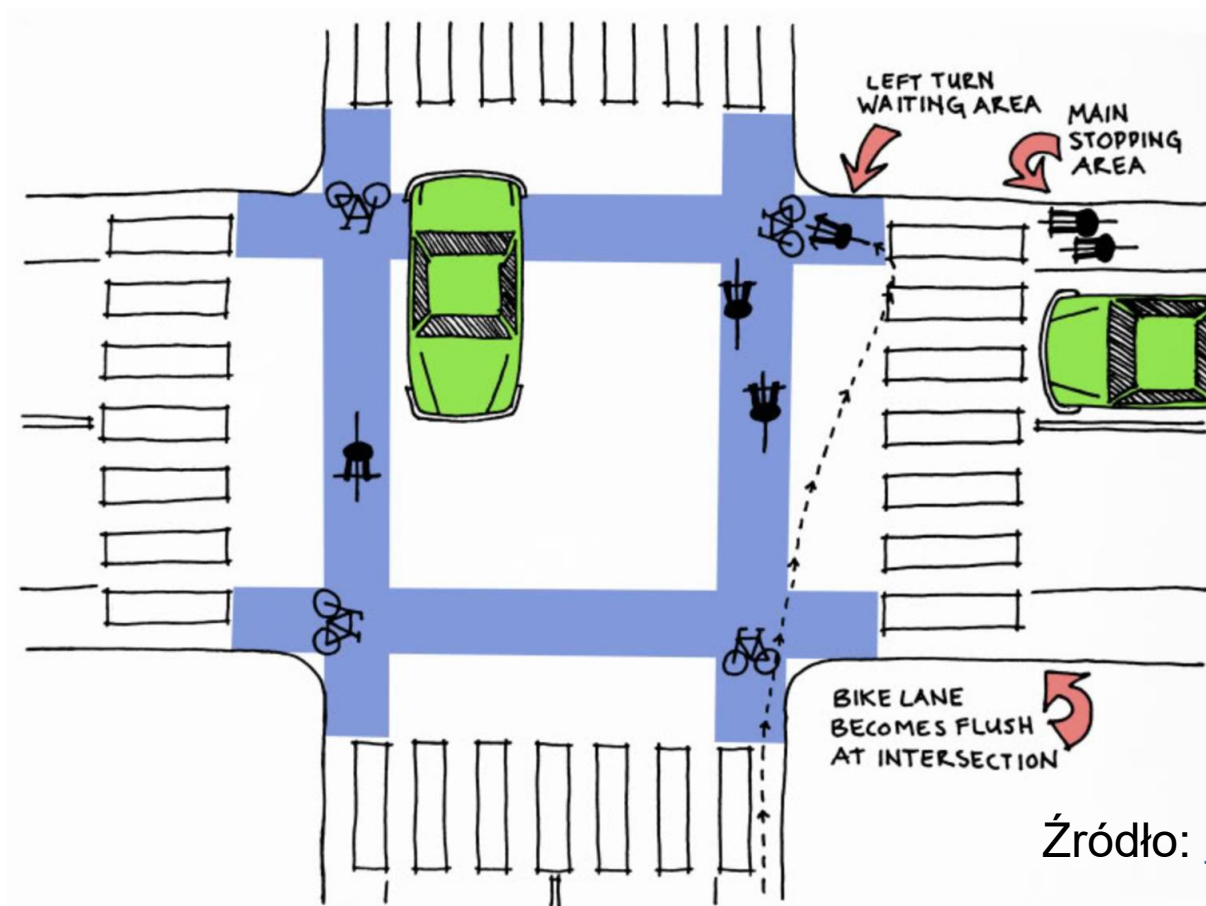 LEFT TURN
WAITING AREA
MAIN
STOPPING
AREA
BIKE LANE
BECOMES FLUSH
AT INTERSECTION
Źródło: